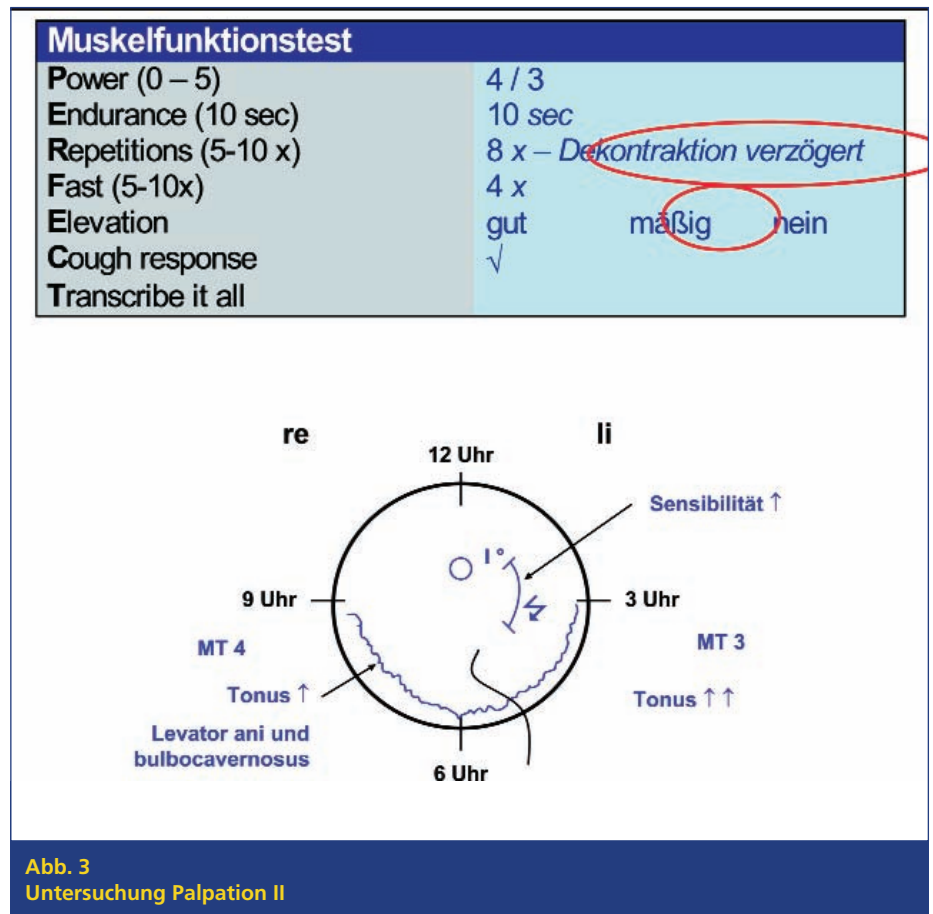 Muskelfunktionstest
Power (0 – 5) 4 / 3
Endurance (10 sec) 10 sec
Repetitions (5-10 x) 8 x – Dekontraktion verzögert
Fast (5-10x) 4 x
Elevation gut mäßig nein
Cough response √
Transcribe it all
re li
12 Uhr
Sensibilität ↑
I°
9 Uhr 3 Uhr
MT 4 MT 3
Tonus ↑ Tonus ↑ ↑
Levator ani und
bulbocavernosus
6 Uhr
Abb. 3
Untersuchung Palpation II